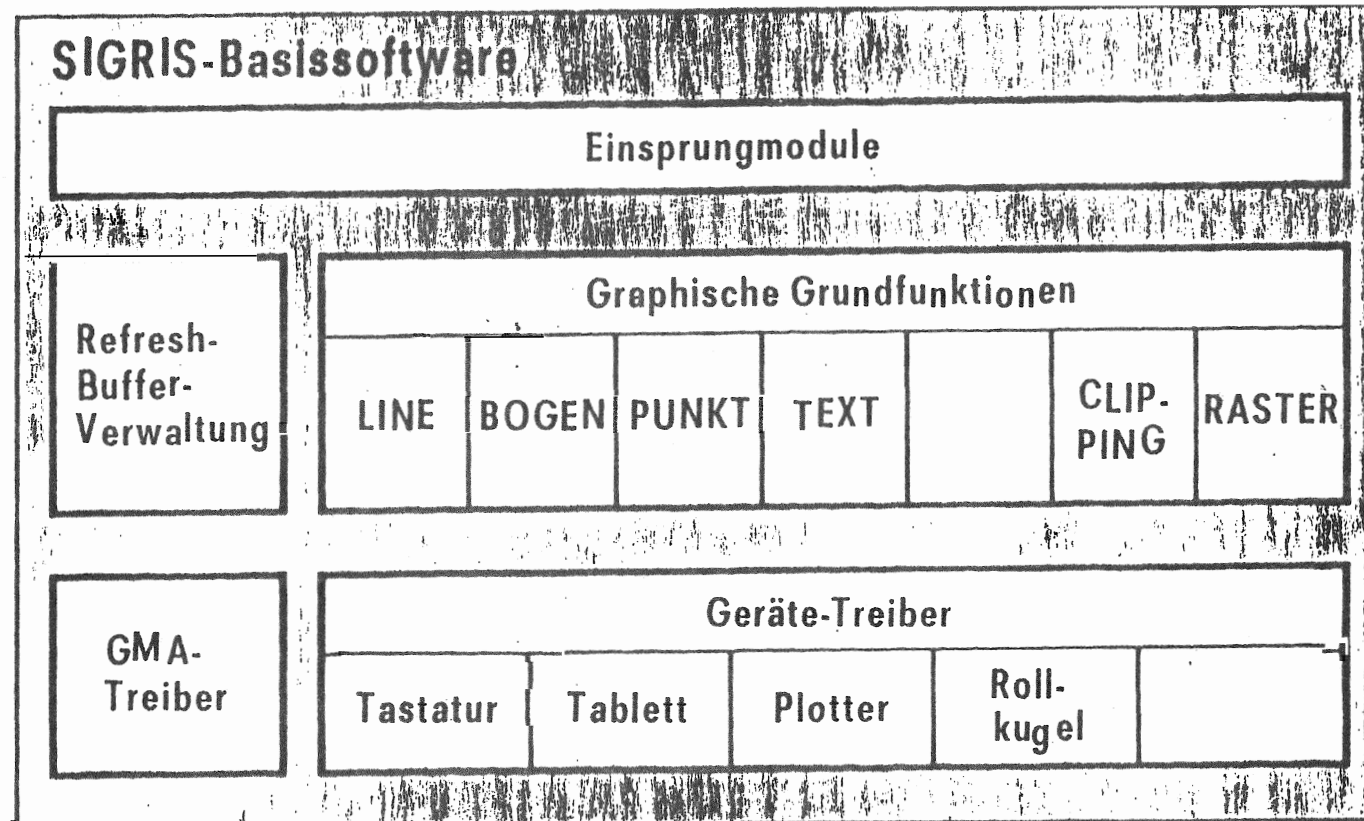 SIGRIS-Basissoftware
Einsprungmodule
Refresh-
Buffer-
Verwaltung
Graphische Grundfunktionen
LINE
BOGEN
PUNKT
TEXT
CLIP-
PING
RASTER
GMA-
Treiber
Geräte-Treiber
Tastatur
Tablett
Plotter
Roll-
kugel